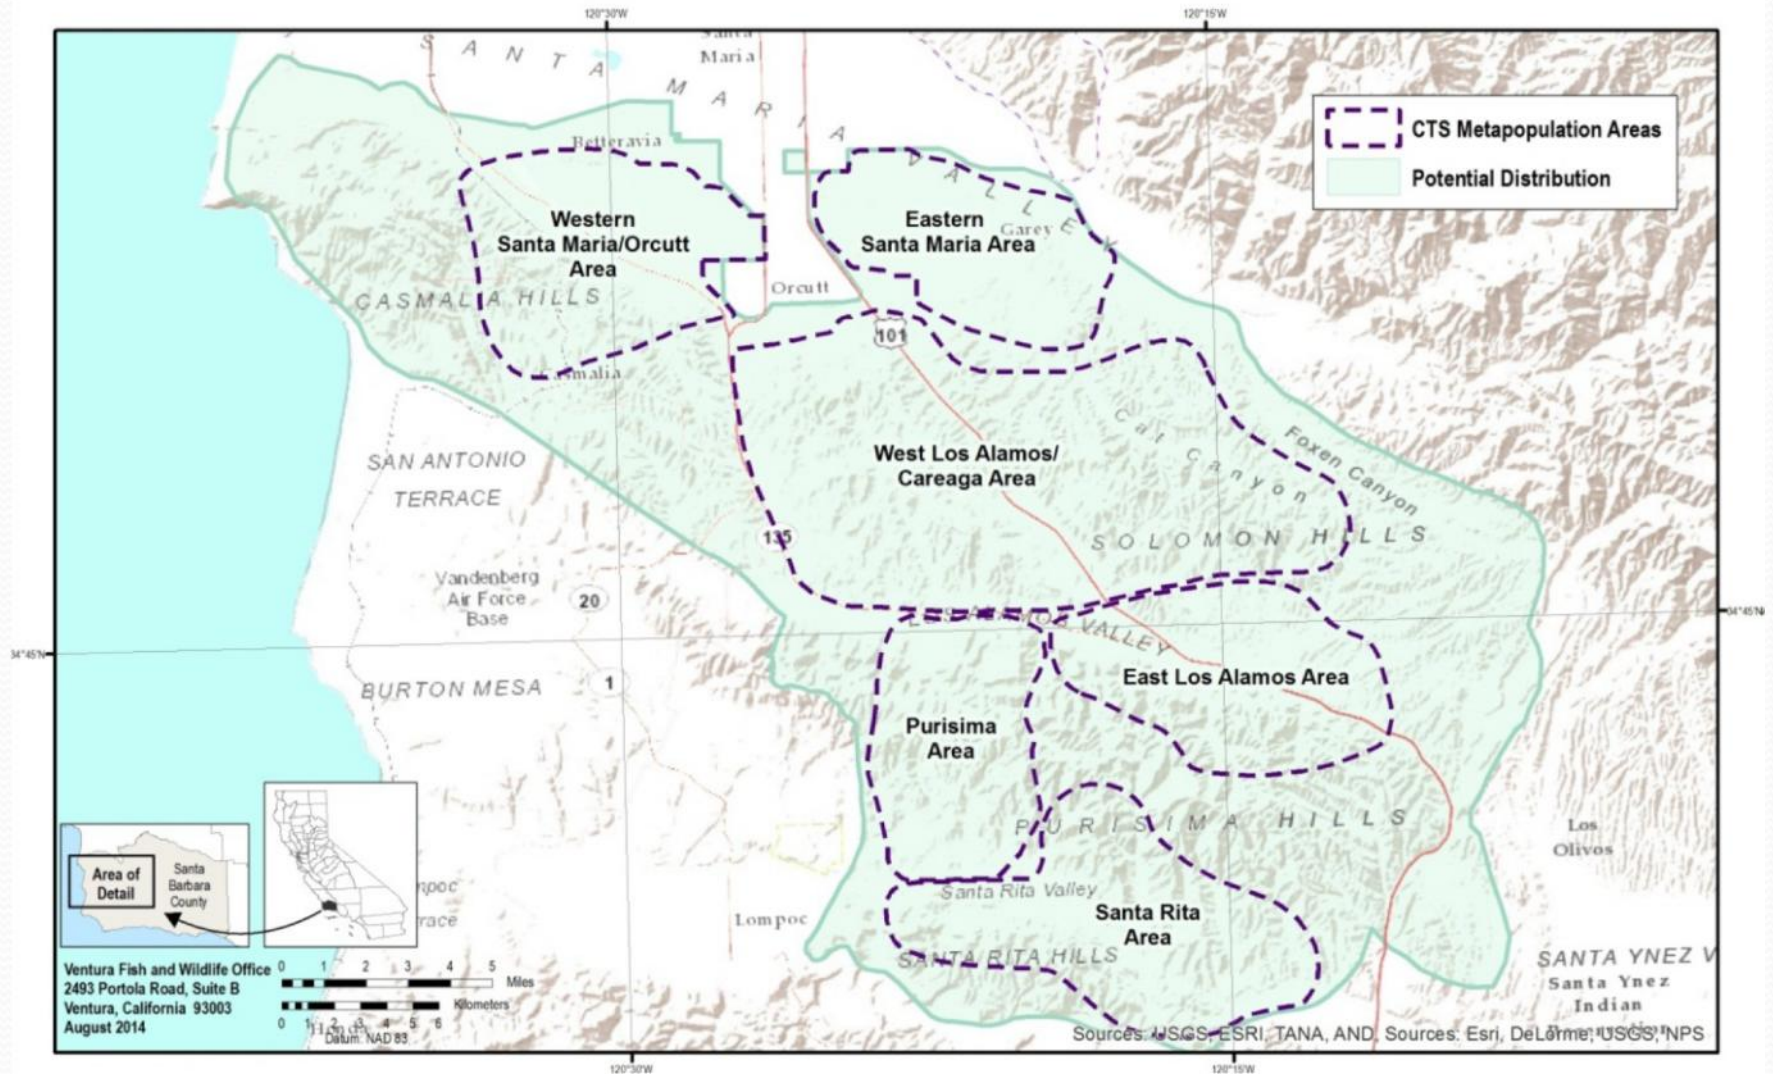 120°30'W
120°15'W
SANTA MARIA VALLEY
Santa
Maria
CTS Metapopulation Areas
Potential Distribution
Betteravia
Western
Santa Maria/Orcutt
Area
Eastern
Santa Maria Area
Garey
Orcutt
CASMALIA HILLS
101
Casmalia
West Los Alamos/
Careaga Area
Cat Canyon
Foxen Canyon
SAN ANTONIO
TERRACE
135
SOLOMON HILLS
Vandenberg
Air Force
Base
20
LOS ALAMOS VALLEY
34°45'N
34°45'N
BURTON MESA
1
East Los Alamos Area
Purisima
Area
PURISIMA HILLS
Los
Olivos
Area of
Detail
Santa
Barbara
County
mpoc
rrace
Lompoc
Santa Rita Valley
Santa Rita
Area
SANTA RITA HILLS
SANTA YNEZ V
Santa Ynez
Indian
Ventura Fish and Wildlife Office
2493 Portola Road, Suite B
Ventura, California 93003
August 2014
0 1 2 3 4 5 Miles
Kilometers
0 1 2 3 4 5 6
Datum: NAD 83
Sources: USGS, ESRI, TANA, AND, Sources: Esri, DeLorme, USGS, NPS
120°30'W
120°15'W